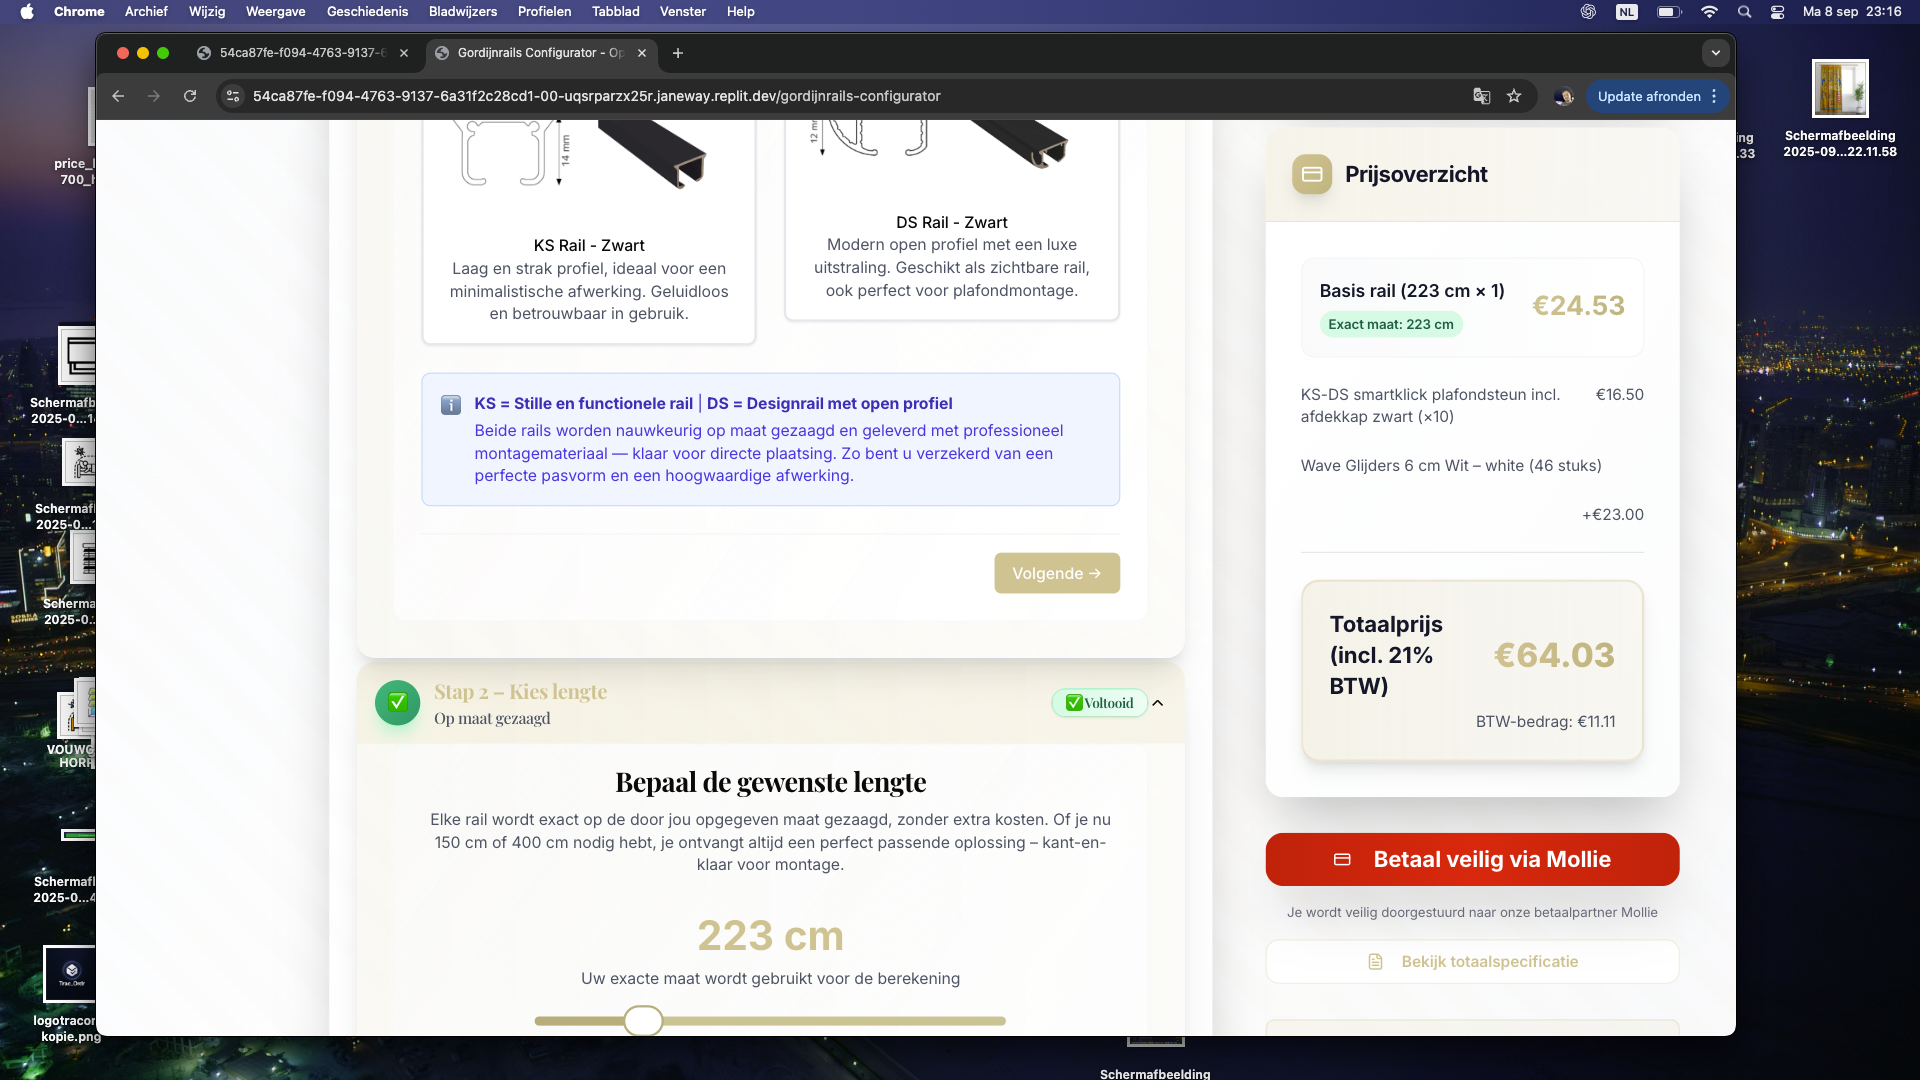 Chrome Archief Wijzig Weergave Geschiedenis Bladwijzers Profielen Tabblad Venster Help
NL Ma 8 sep 23:16
54ca87fe-f094-4763-9137-6
Gordijnrails Configurator - Op
54ca87fe-f094-4763-9137-6a31f2c28cd1-00-uqsrparzx25r.janeway.replit.dev/gordijnrails-configurator
Update afronden
14 mm
12 mm
KS Rail - Zwart
Laag en strak profiel, ideaal voor een
minimalistische afwerking. Geluidloos
en betrouwbaar in gebruik.
DS Rail - Zwart
Modern open profiel met een luxe
uitstraling. Geschikt als zichtbare rail,
ook perfect voor plafondmontage.
KS = Stille en functionele rail | DS = Designrail met open profiel
Beide rails worden nauwkeurig op maat gezaagd en geleverd met professioneel
montagemateriaal — klaar voor directe plaatsing. Zo bent u verzekerd van een
perfecte pasvorm en een hoogwaardige afwerking.
Volgende →
Stap 2 – Kies lengte
Op maat gezaagd
✅ Voltooid
Bepaal de gewenste lengte
Elke rail wordt exact op de door jou opgegeven maat gezaagd, zonder extra kosten. Of je nu
150 cm of 400 cm nodig hebt, je ontvangt altijd een perfect passende oplossing – kant-en-
klaar voor montage.
223 cm
Uw exacte maat wordt gebruikt voor de berekening
Prijsoverzicht
Basis rail (223 cm × 1)
Exact maat: 223 cm
€24.53
KS-DS smartklick plafondsteun incl. €16.50
afdekkap zwart (×10)
Wave Glijders 6 cm Wit – white (46 stuks)
+€23.00
Totaalprijs
(incl. 21%
BTW)
€64.03
BTW-bedrag: €11.11
Betaal veilig via Mollie
Je wordt veilig doorgestuurd naar onze betaalpartner Mollie
Bekijk totaalspecificatie
price_l
700_h
Schermafb
2025-0...1
Schermaf
2025-0...
Scherma
2025-0..
VOUWG
HORR
Schermafl
2025-0...4
Tirac_Ordr
logotracor
kopie.png
ing
.33
Schermafbeelding
2025-09...22.11.58
Schermafbeelding